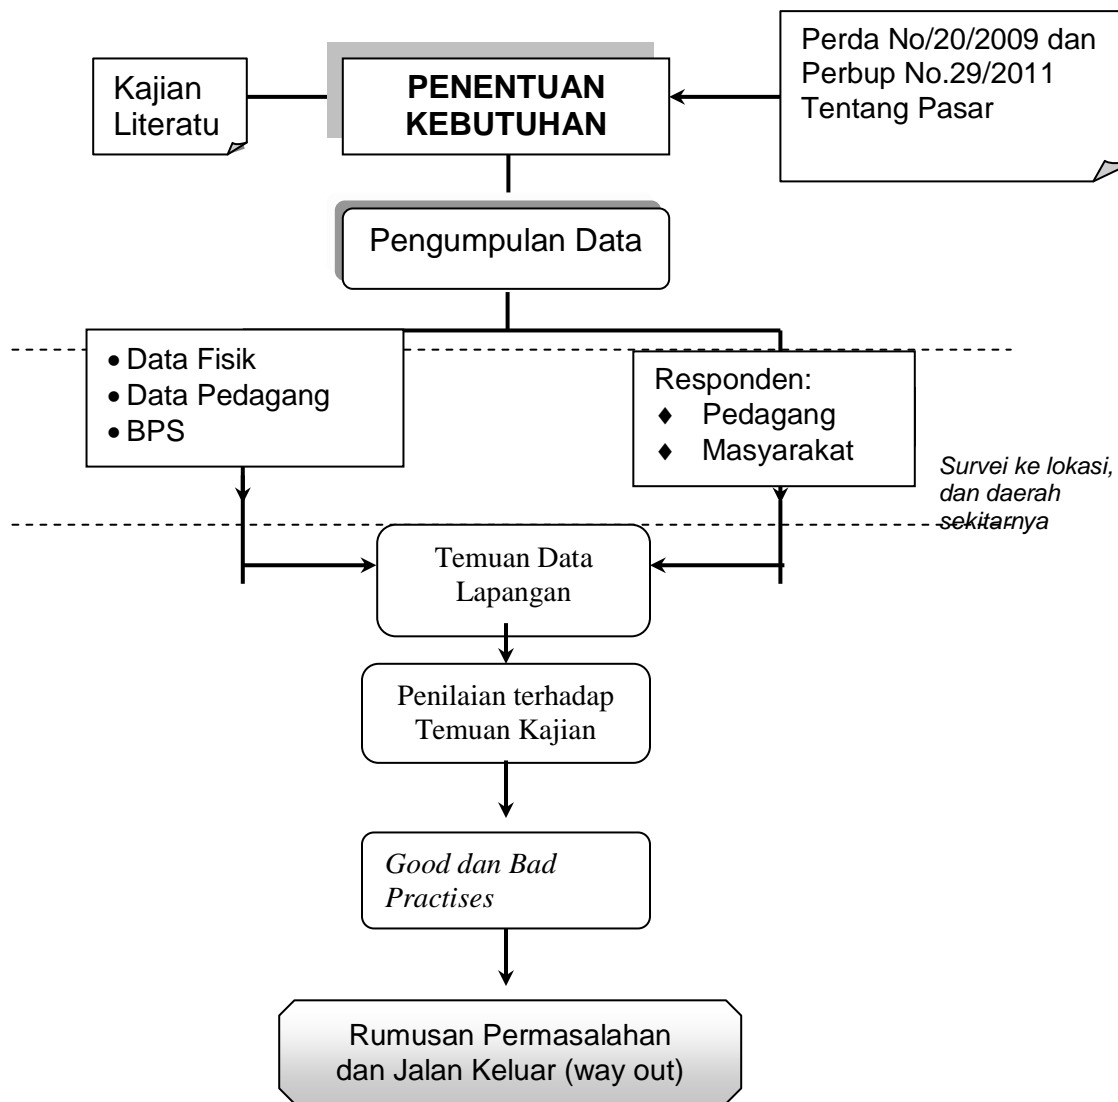 Kajian
Literatu
PENENTUAN
KEBUTUHAN
Perda No/20/2009 dan
Perbup No.29/2011
Tentang Pasar
Pengumpulan Data
• Data Fisik
• Data Pedagang
• BPS
Responden:
♦ Pedagang
♦ Masyarakat
Survei ke lokasi,
dan daerah
sekitarnya
Temuan Data
Lapangan
Penilaian terhadap
Temuan Kajian
Good dan Bad
Practises
Rumusan Permasalahan
dan Jalan Keluar (way out)